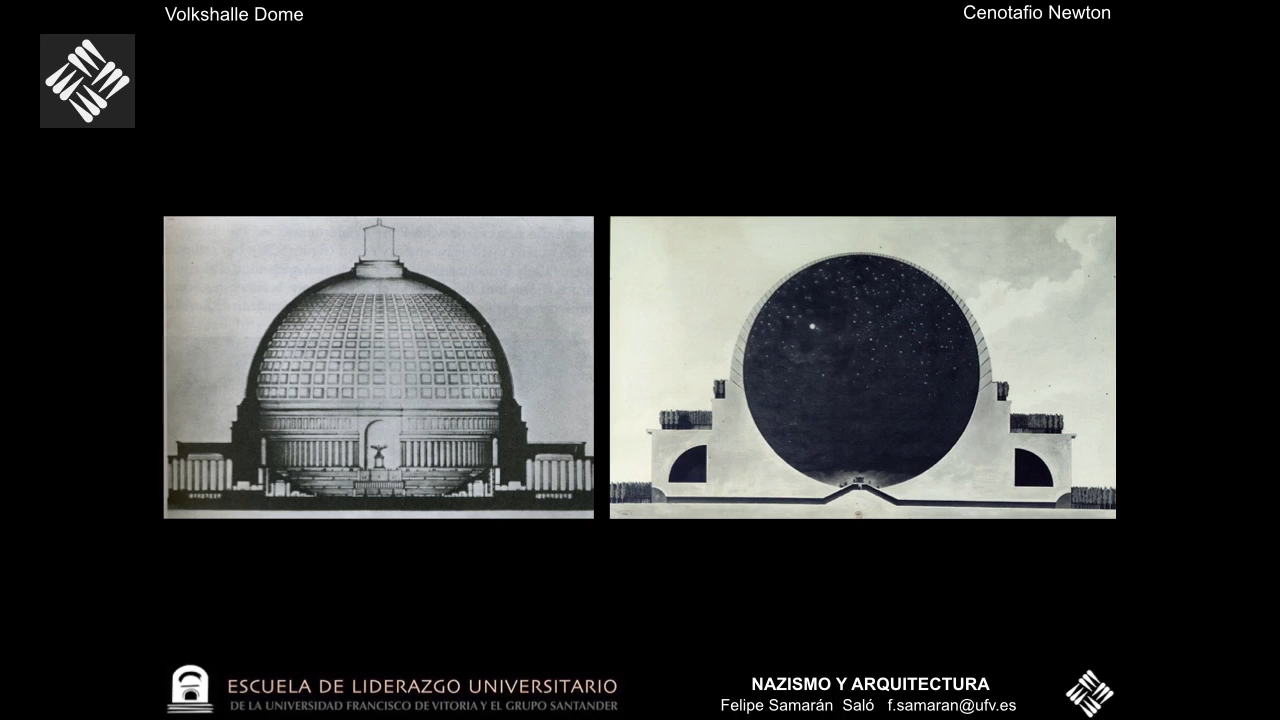 Volkshalle Dome
Cenotafio Newton
ESCUELA DE LIDERAZGO UNIVERSITARIO
DE LA UNIVERSIDAD FRANCISCO DE VITORIA Y EL GRUPO SANTANDER
NAZISMO Y ARQUITECTURA
Felipe Samarán Saló f.samaran@ufv.es